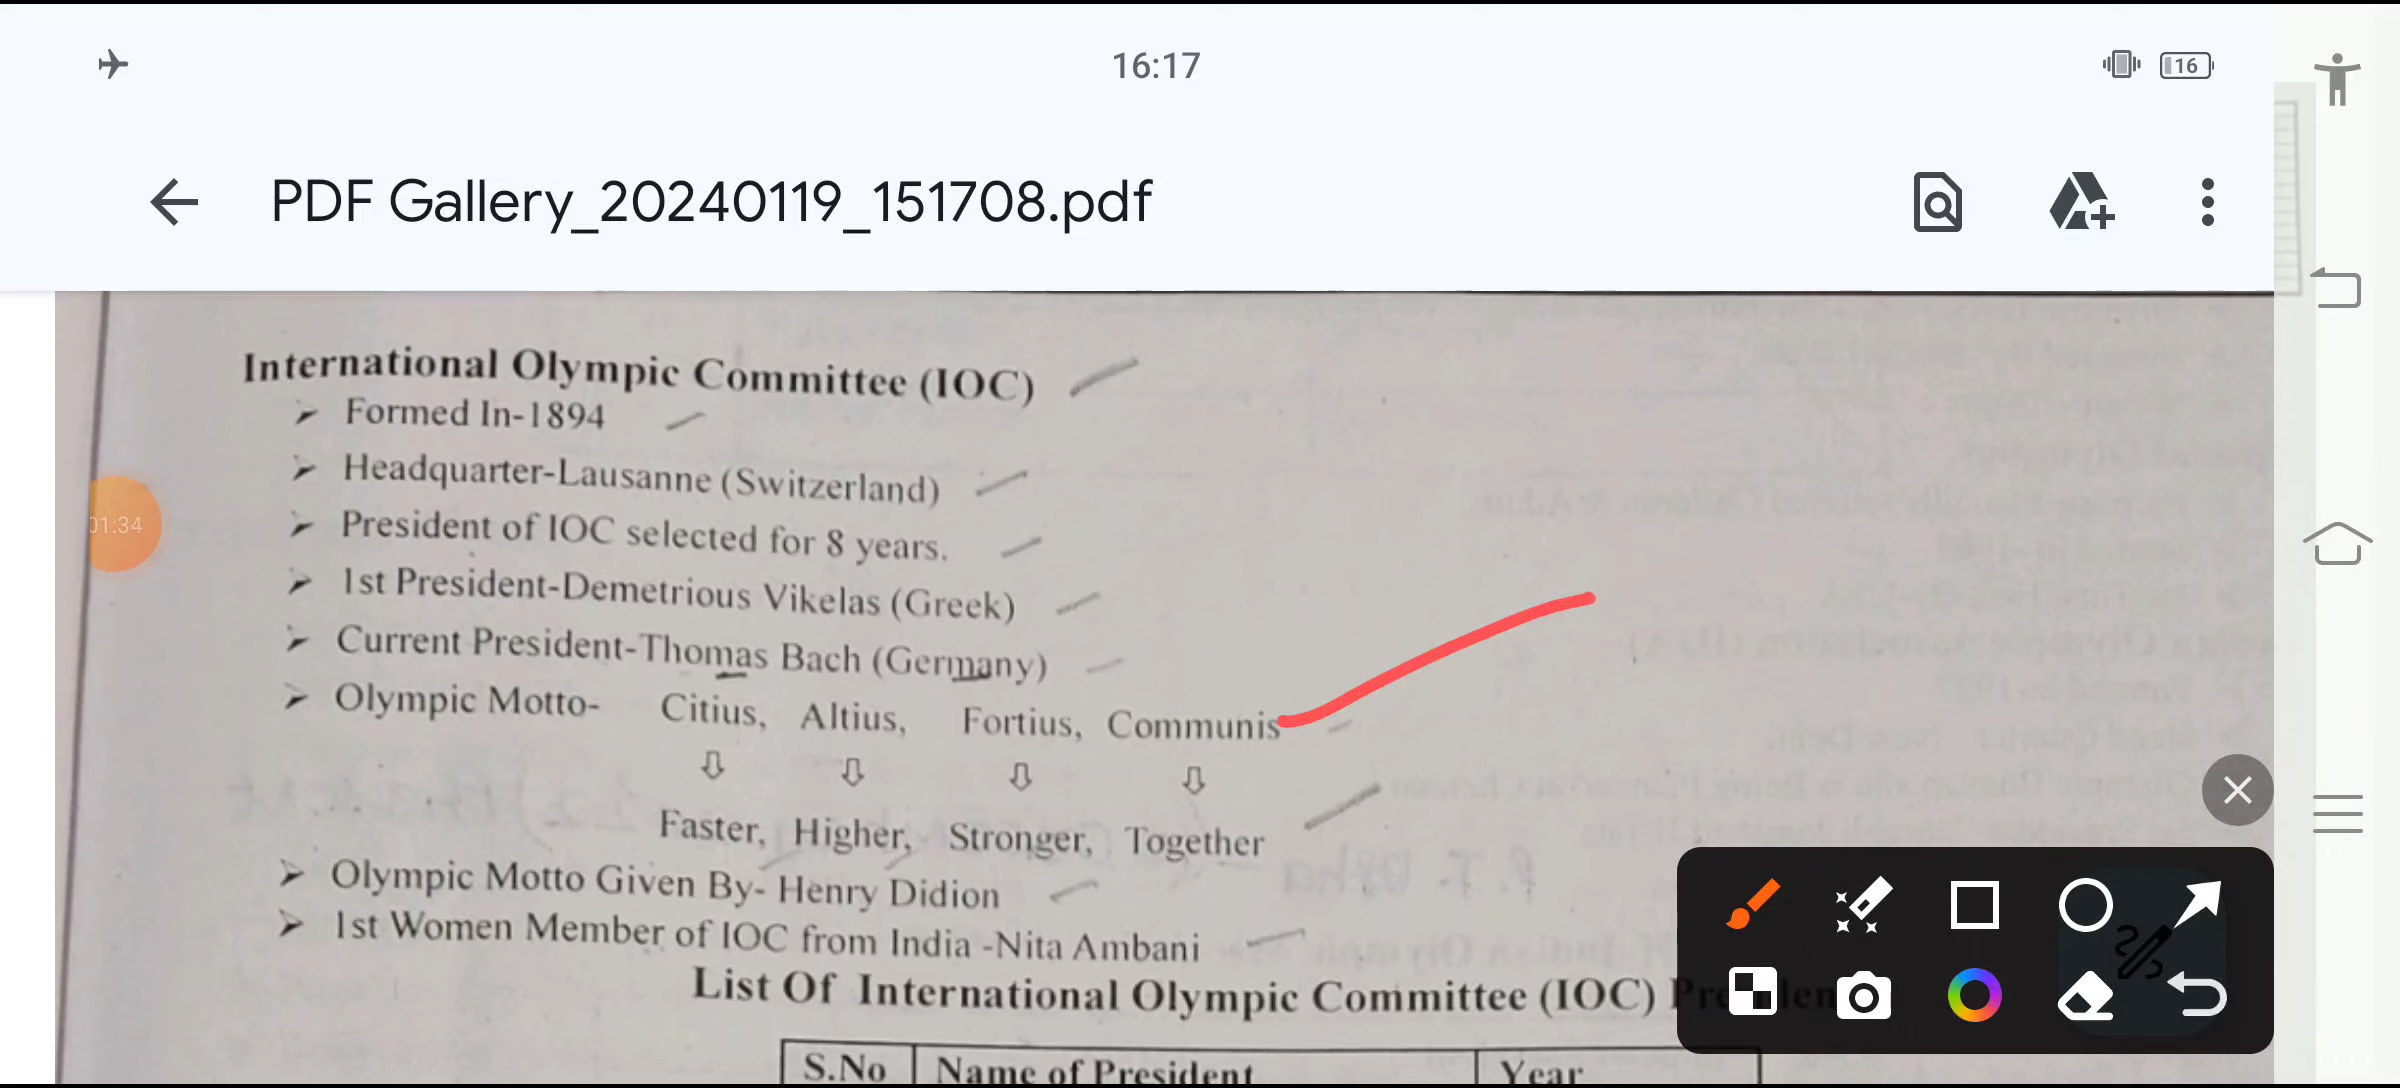 16:17
16
PDF Gallery_20240119_151708.pdf
International Olympic Committee (IOC)
➢ Formed In-1894
➢ Headquarter-Lausanne (Switzerland)
01:34
➢ President of IOC selected for 8 years.
➢ 1st President-Demetrious Vikelas (Greek)
➢ Current President-Thomas Bach (Germany)
➢ Olympic Motto- Citius, Altius, Fortius, Communis
Faster, Higher, Stronger, Together
➢ Olympic Motto Given By- Henry Didion
➢ 1st Women Member of IOC from India -Nita Ambani
List Of International Olympic Committee (IOC)
S.No Name of President Year